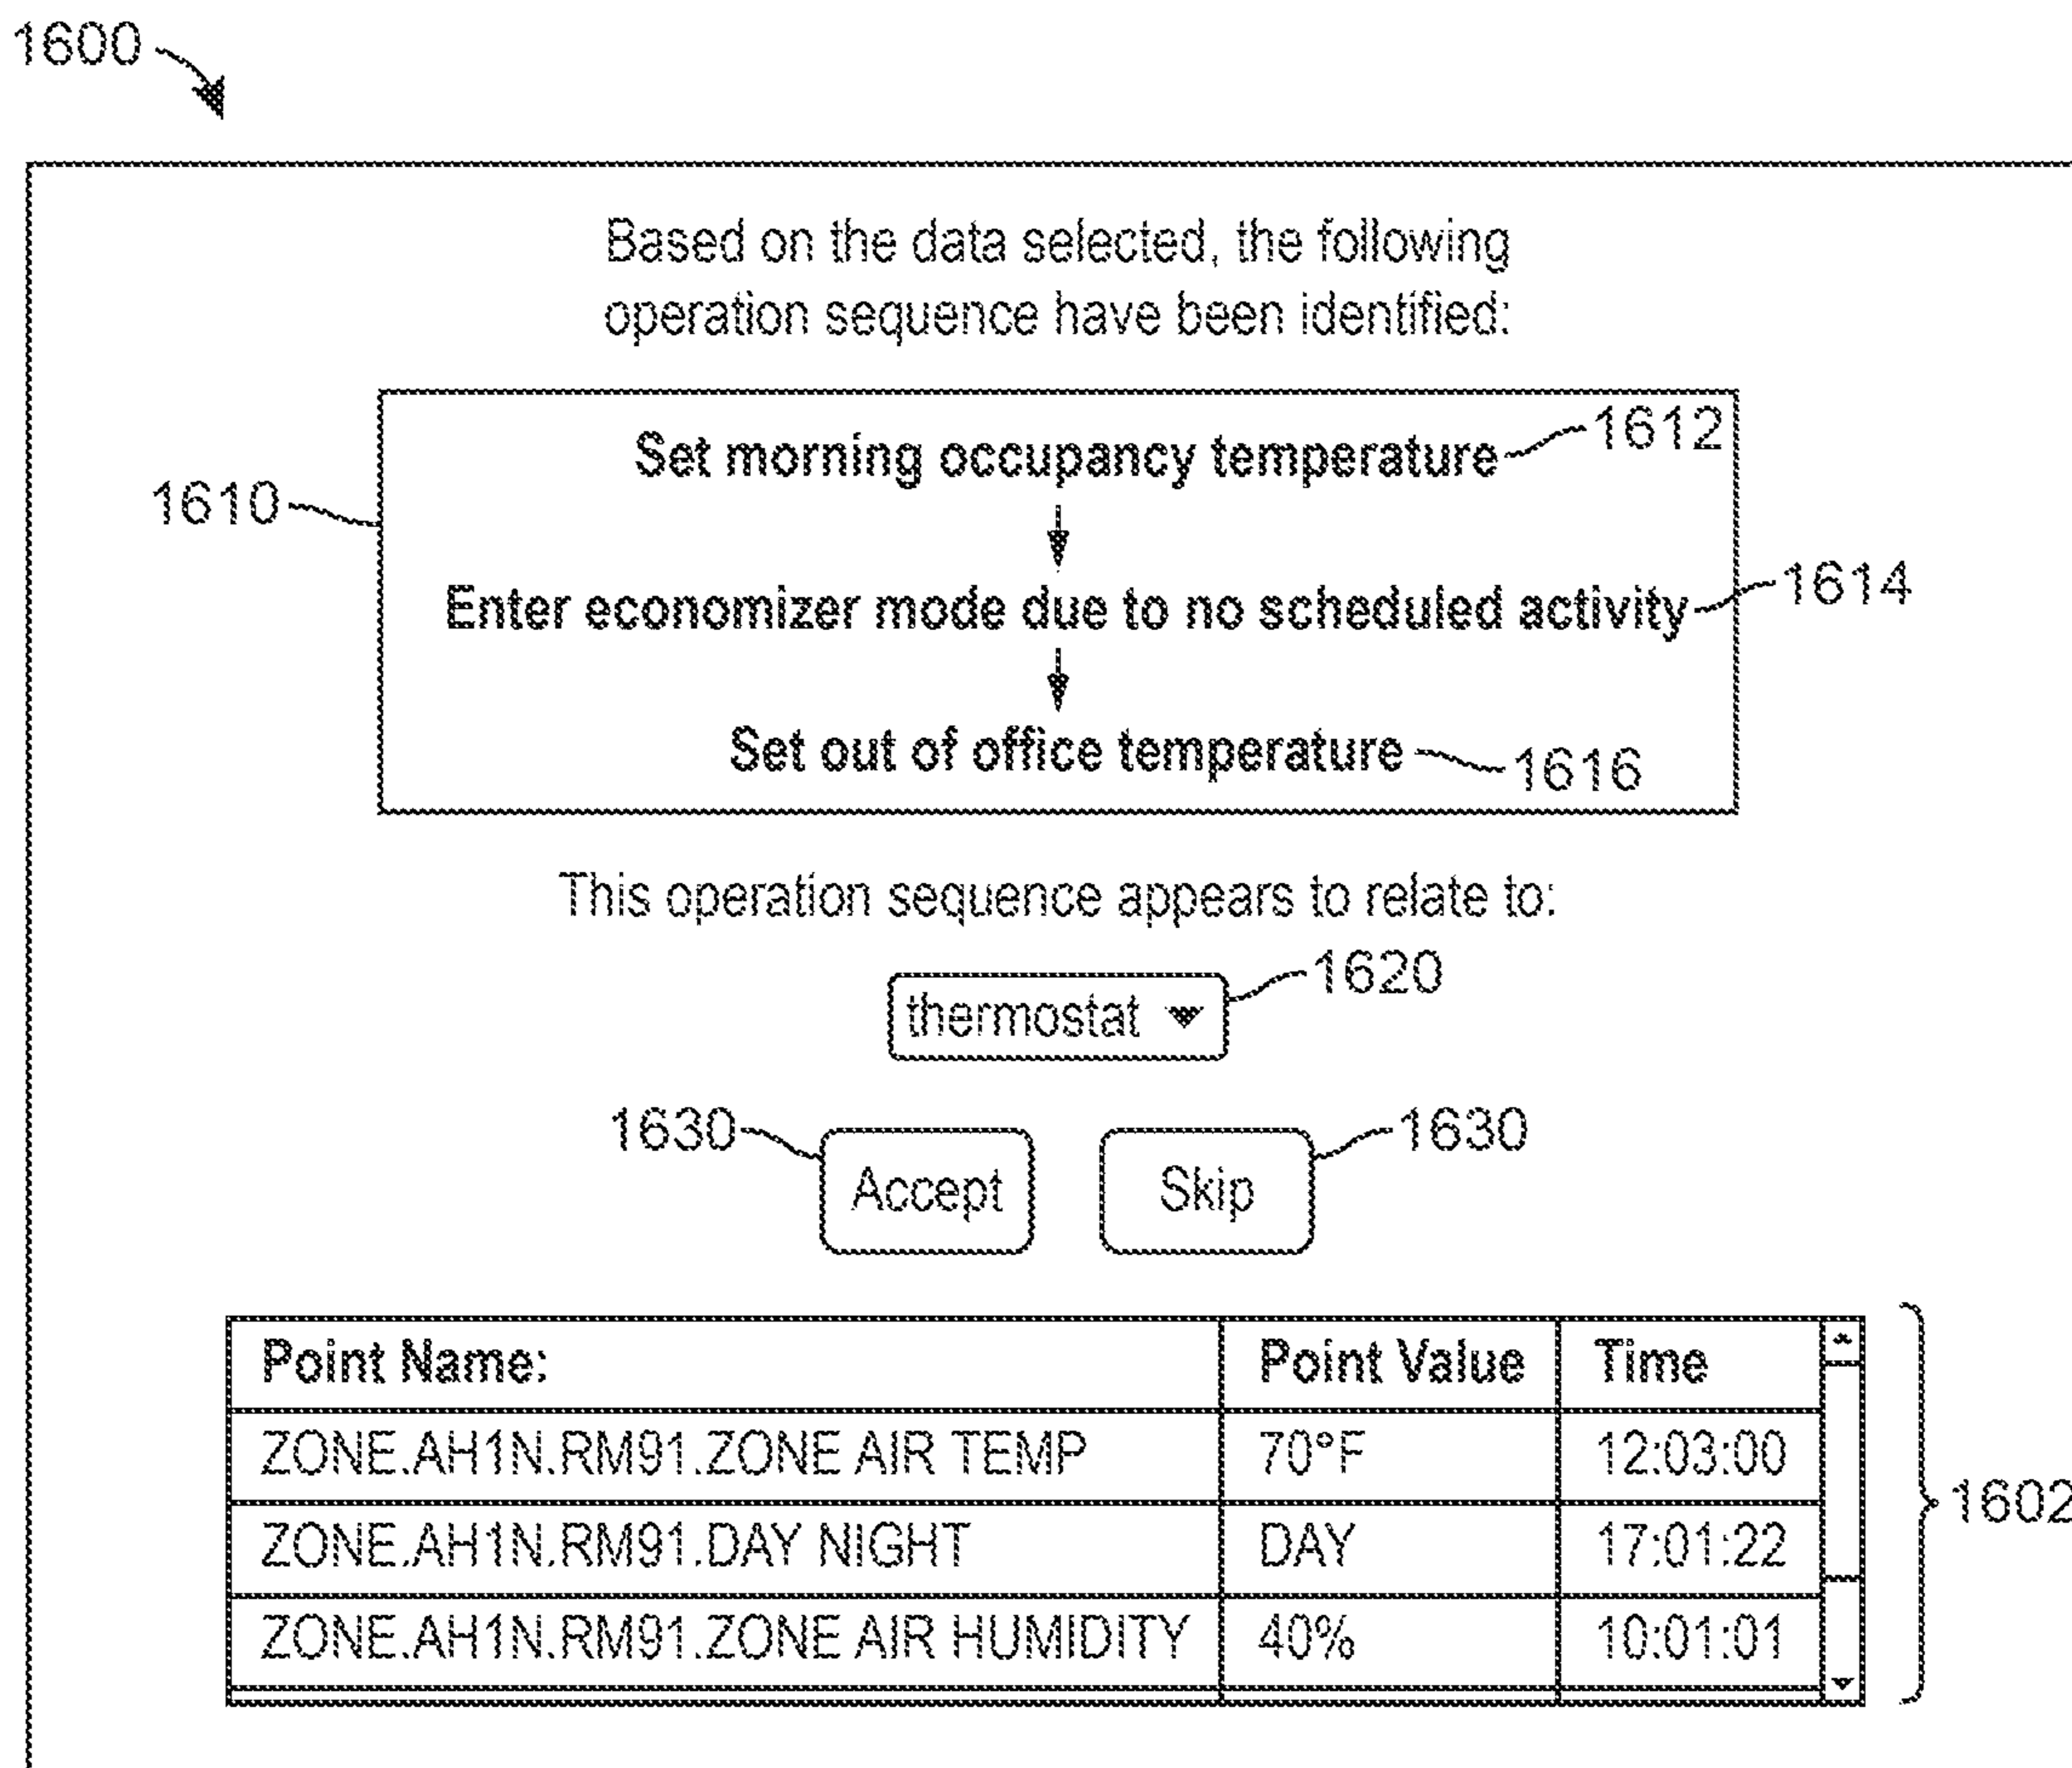 1600
Based on the data selected, the following
operation sequence have been identified:
Set morning occupancy temperature 1612
1610
Enter economizer mode due to no scheduled activity 1614
Set out of office temperature 1616
This operation sequence appears to relate to:
thermostat 1620
1630 Accept Skip 1630
Point Name: Point Value Time
ZONE.AH1N.RM91.ZONE AIR TEMP 70°F 12:03:00
ZONE.AH1N.RM91.DAY NIGHT DAY 17:01:22
1602
ZONE.AH1N.RM91.ZONE AIR HUMIDITY 40% 10:01:01